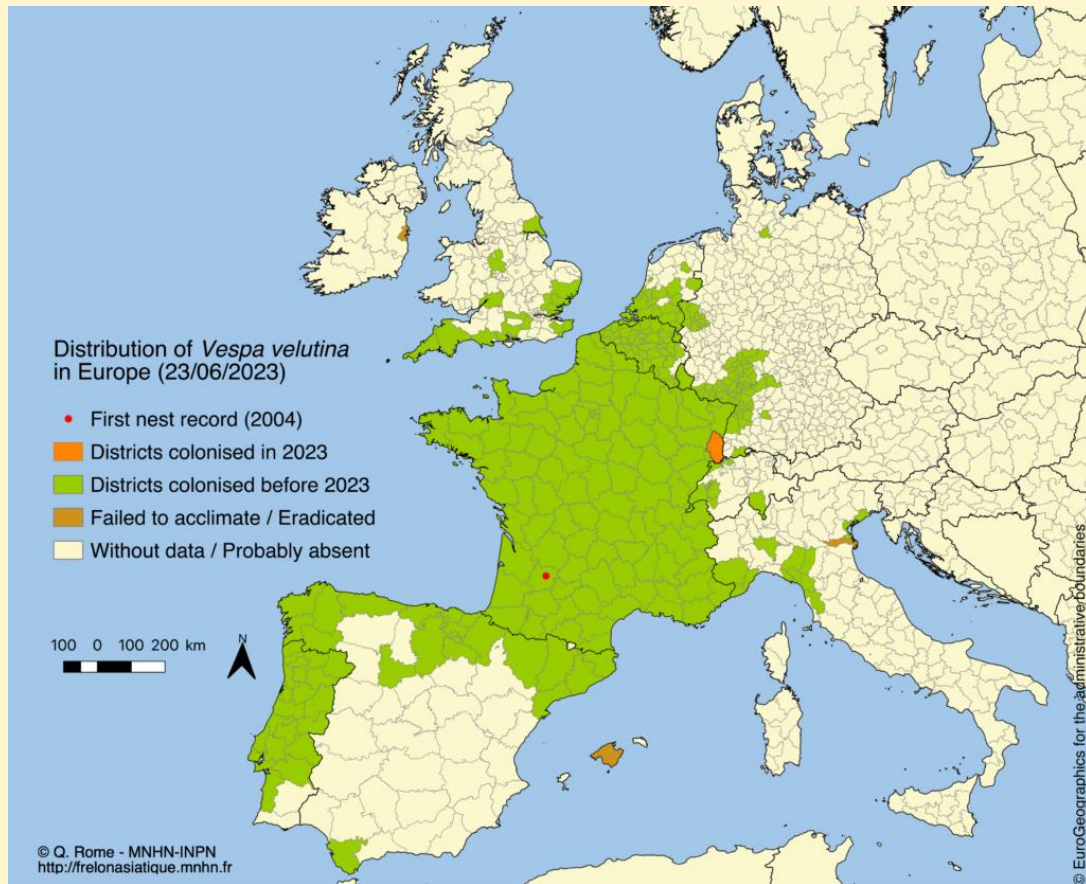 Distribution of Vespa velutina
in Europe (23/06/2023)
First nest record (2004)
Districts colonised in 2023
Districts colonised before 2023
Failed to acclimate / Eradicated
Without data / Probably absent
100 0 100 200 km
N
© Q. Rome - MNHN-INPN
http://frelonasiatique.mnhn.fr
© EuroGeographics for the administrative boundaries